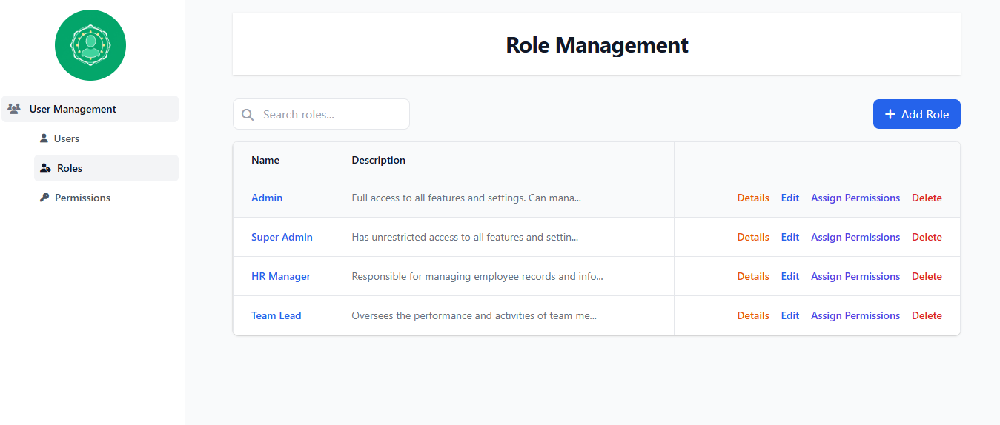 Role Management
User Management
Users
Roles
Permissions
Search roles...
+ Add Role
Name Description
Admin Full access to all features and settings. Can mana... Details Edit Assign Permissions Delete
Super Admin Has unrestricted access to all features and settin... Details Edit Assign Permissions Delete
HR Manager Responsible for managing employee records and info... Details Edit Assign Permissions Delete
Team Lead Oversees the performance and activities of team me... Details Edit Assign Permissions Delete